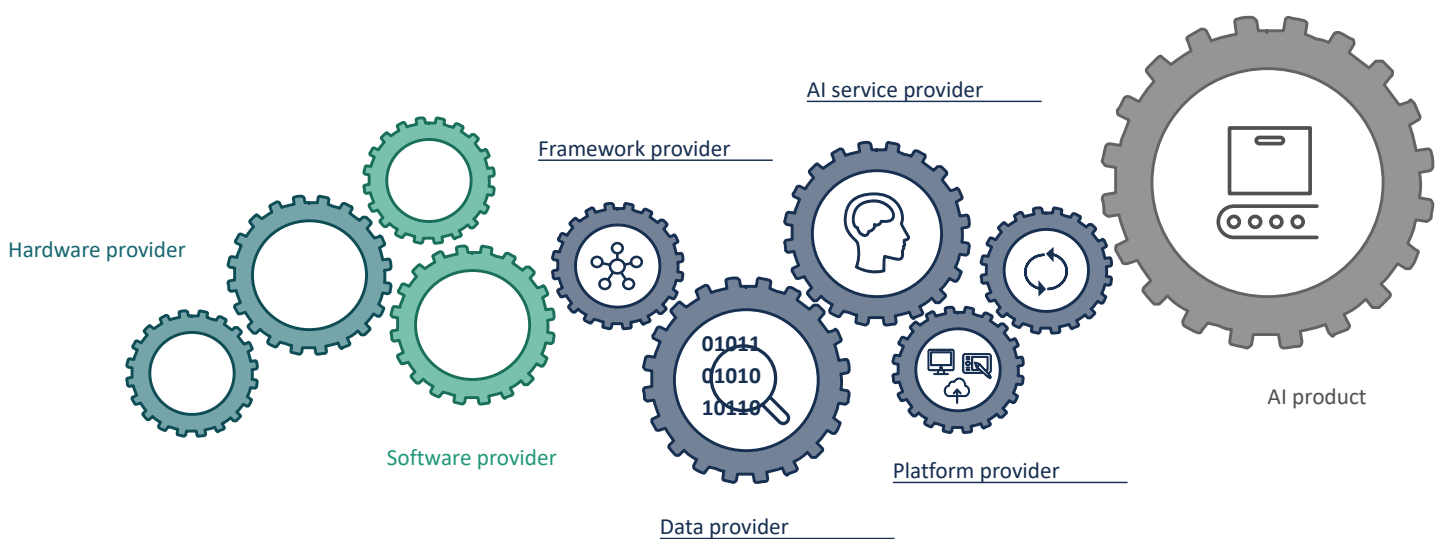 AI service provider
Framework provider
Hardware provider
01011
01010
10110
AI product
Software provider
Platform provider
Data provider